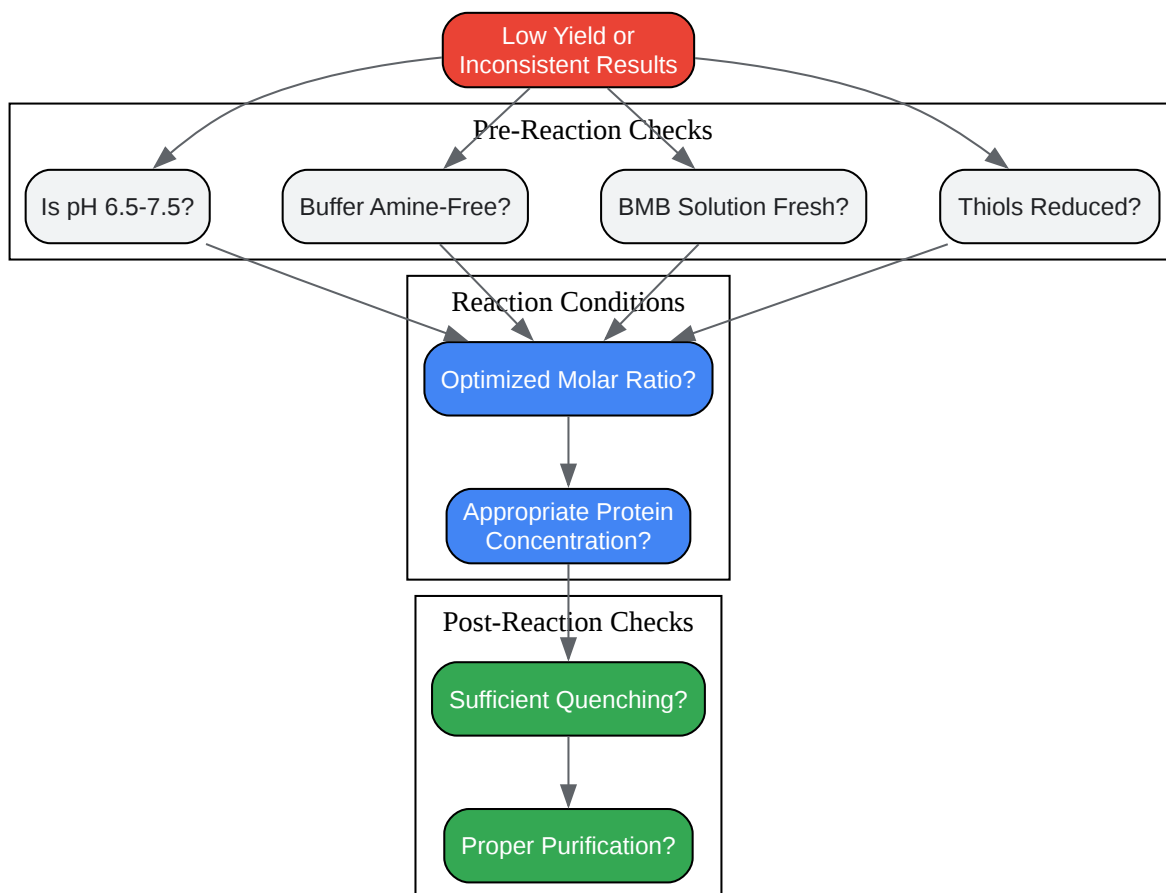 Low Yield or
Inconsistent Results
Pre-Reaction Checks
Is pH 6.5-7.5?
Buffer Amine-Free?
BMB Solution Fresh?
Thiols Reduced?
Reaction Conditions
Optimized Molar Ratio?
Appropriate Protein
Concentration?
Post-Reaction Checks
Sufficient Quenching?
Proper Purification?